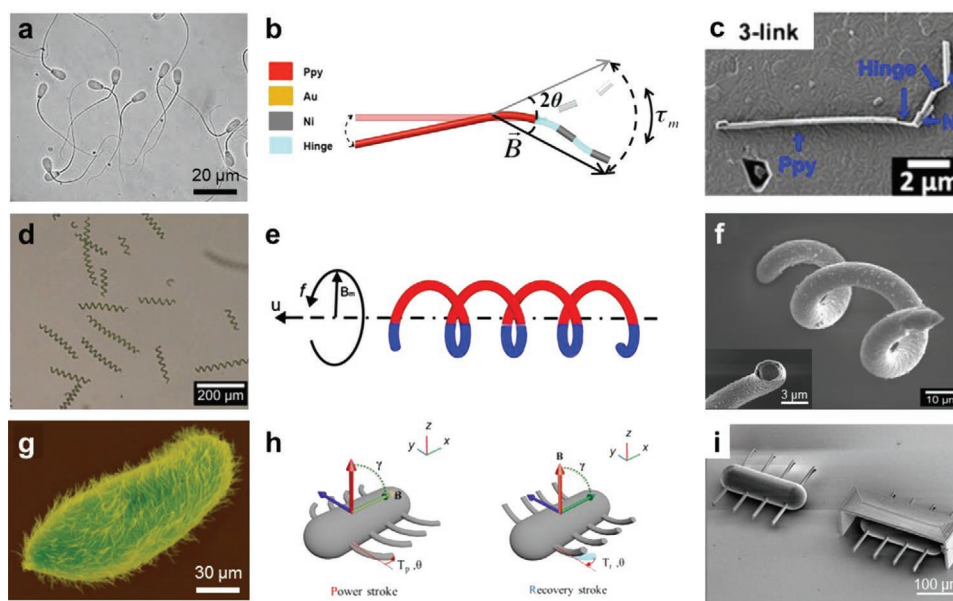 a
20 µm
b
Ppy
Au
Ni
Hinge
2θ
B
τm
c
3-link
Hinge
N
Ppy
2 µm
d
200 µm
e
f
Bm
u
f
3 µm
10 µm
g
30 µm
h
z
y
x
B
γ
B
Tp ,θ
Power stroke
z
y
x
B
γ
B
Tr ,θ
Recovery stroke
i
100 µm